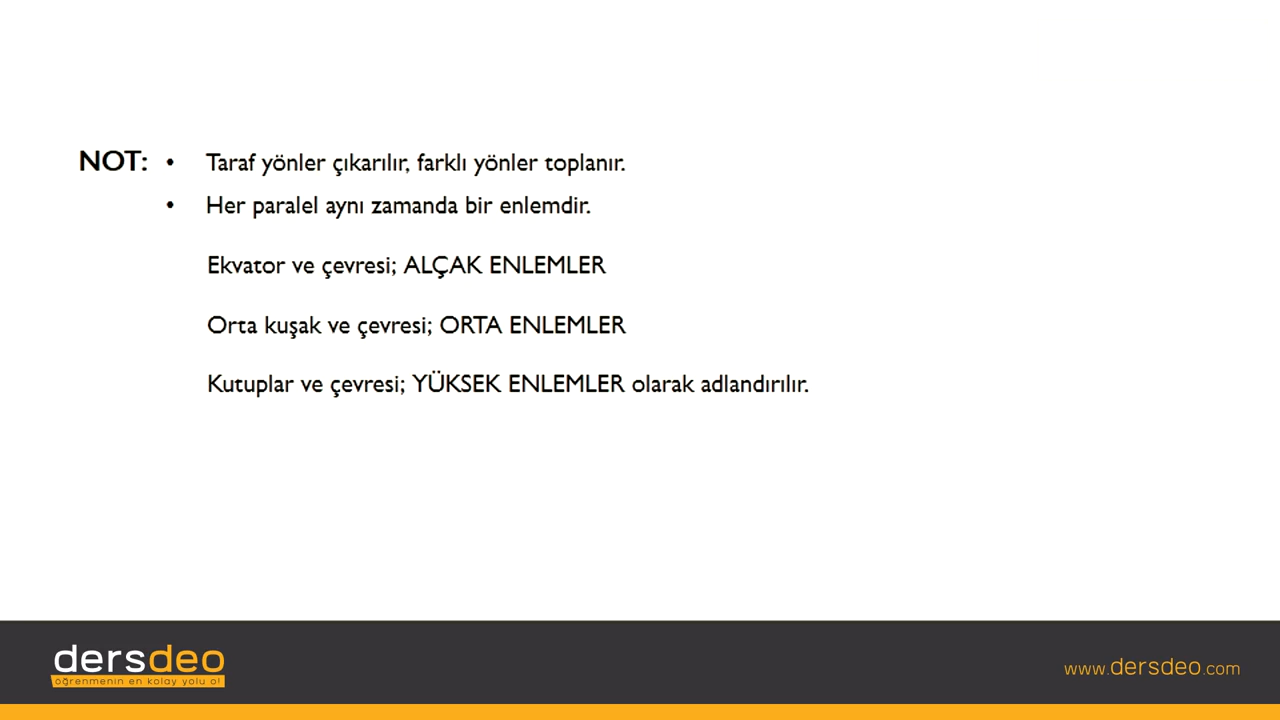 NOT: • Taraf yönler çıkarılır, farklı yönler toplanır.
• Her paralel aynı zamanda bir enlemdir.
Ekvator ve çevresi; ALÇAK ENLEMLER
Orta kuşak ve çevresi; ORTA ENLEMLER
Kutuplar ve çevresi; YÜKSEK ENLEMLER olarak adlandırılır.
dersdeo
öğrenmenin en kolay yolu o!
www.dersdeo.com